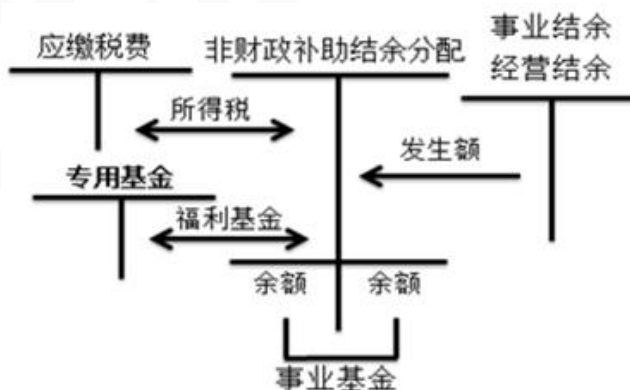 应缴税费
非财政补助结余分配
事业结余
经营结余
所得税
发生额
专用基金
福利基金
余额
余额
事业基金